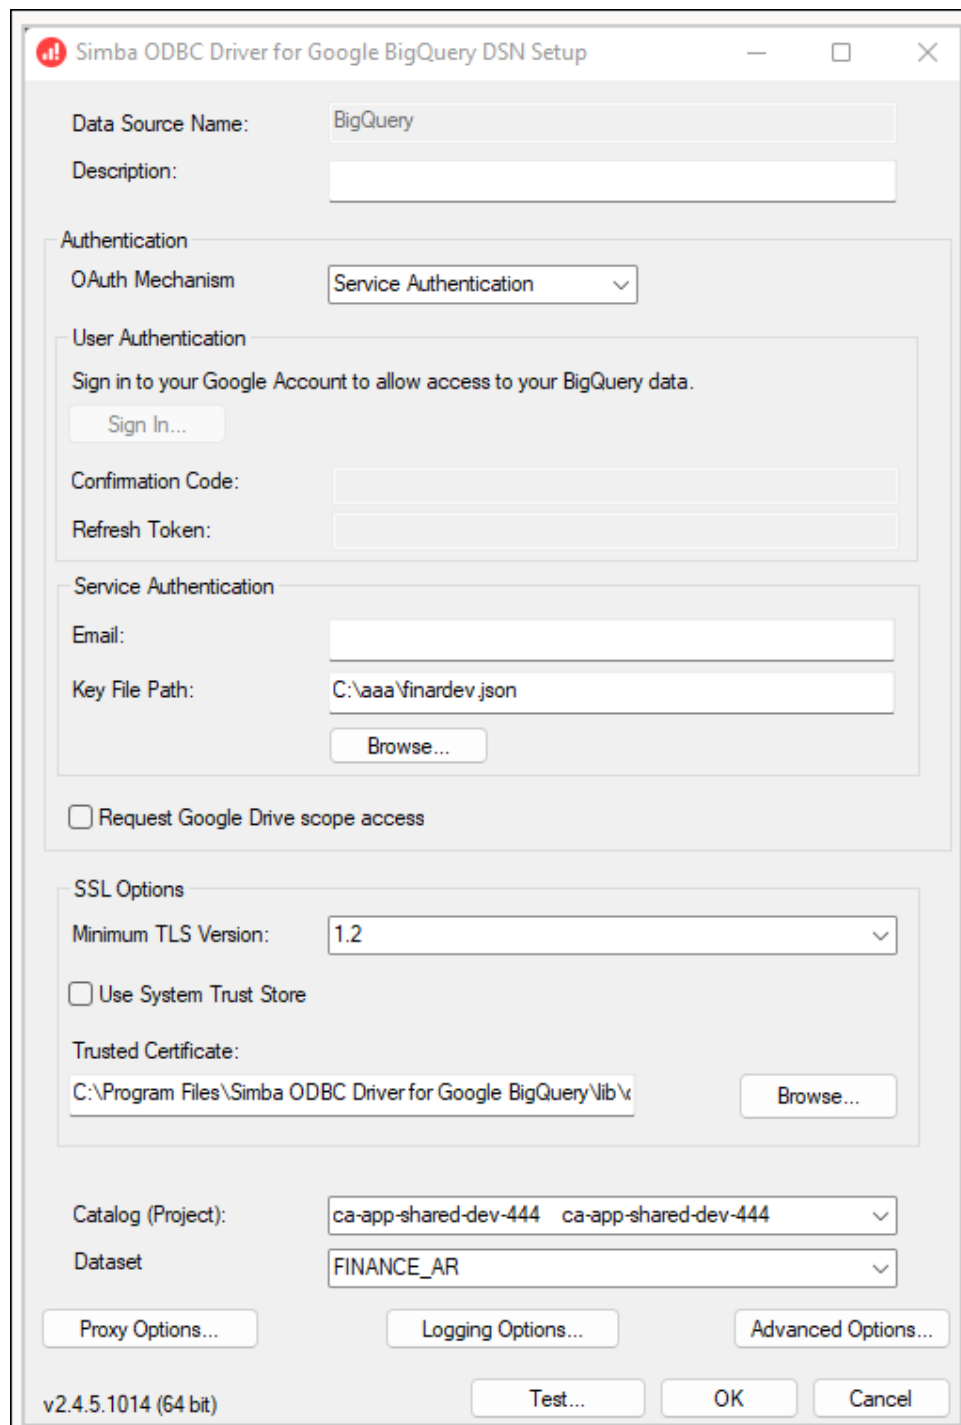 Simba ODBC Driver for Google BigQuery DSN Setup
Data Source Name: BigQuery
Description:
Authentication
OAuth Mechanism Service Authentication
User Authentication
Sign in to your Google Account to allow access to your BigQuery data.
Sign In...
Confirmation Code:
Refresh Token:
Service Authentication
Email:
Key File Path: C:\aaa\finardev.json
Browse...
Request Google Drive scope access
SSL Options
Minimum TLS Version: 1.2
Use System Trust Store
Trusted Certificate:
C:\Program Files\Simba ODBC Driver for Google BigQuery\lib\ Browse...
Catalog (Project): ca-app-shared-dev-444 ca-app-shared-dev-444
Dataset FINANCE_AR
Proxy Options... Logging Options... Advanced Options...
v2.4.5.1014 (64 bit) Test... OK Cancel